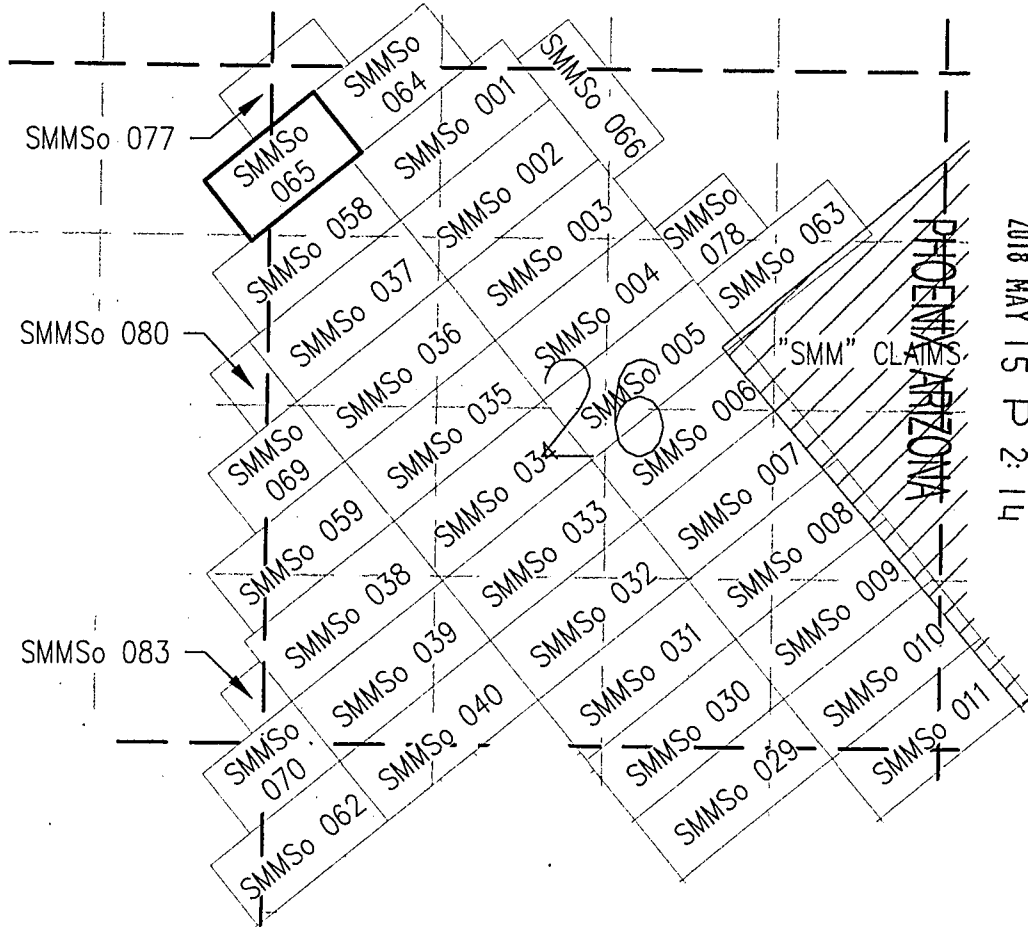 SMMSo 077
SMMSo
064
SMMSo
065
SMMSo 001
SMMSo 066
SMMSo 058
SMMSo 002
SMMSo 037
SMMSo 003
SMMSo
078
SMMSo 063
SMMSo 080
SMMSo 036
SMMSo 004
SMMSo
069
SMMSo 035
SMMSo 005
26
"SMM" CLAIMS
SMMSo 059
SMMSo 034
SMMSo 006
SMMSo 038
SMMSo 033
SMMSo 007
SMMSo 083
SMMSo 039
SMMSo 032
SMMSo 008
SMMSo
070
SMMSo 040
SMMSo 031
SMMSo 009
SMMSo 062
SMMSo 030
SMMSo 010
SMMSo 029
SMMSo 011
2018 MAY 15 P 2:14
PHOENIX ARIZONA